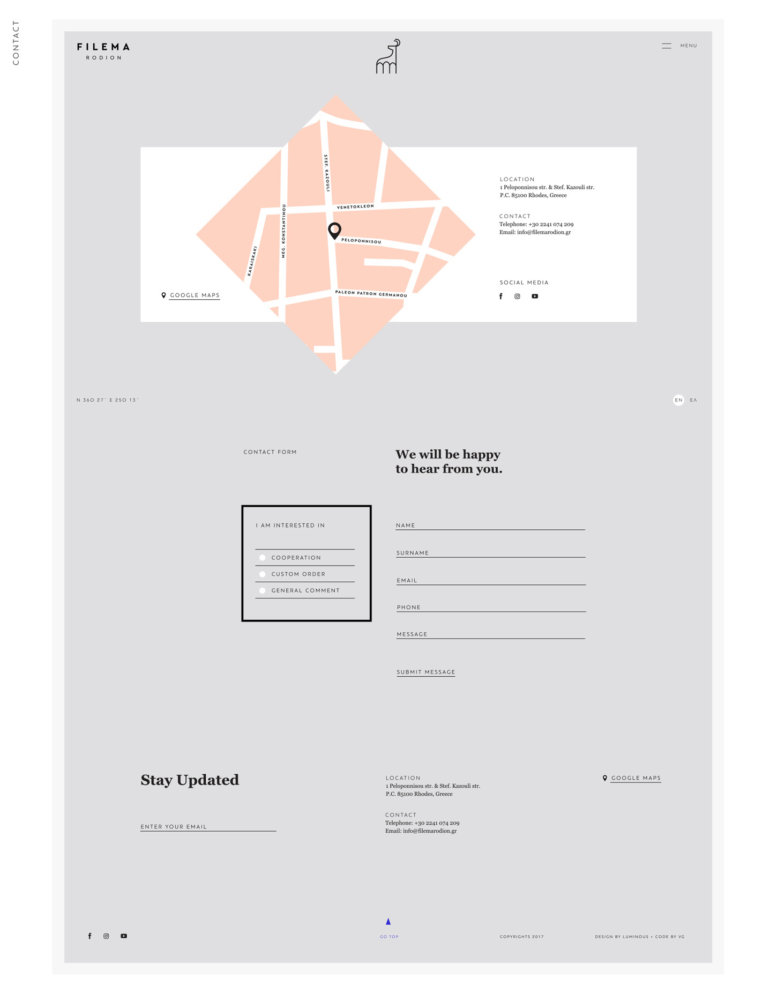 CONTACT
FILEMA
RODION
MENU
STEF. KAZOULI
VENETOKLEON
MEG. KONSTANTINOU
PELOPONNISOU
KARAISKAKI
PALEON PATRON GERMANOU
GOOGLE MAPS
LOCATION
1 Peloponnisou str. & Stef. Kazouli str.
P.C. 85100 Rhodes, Greece
CONTACT
Telephone: +30 2241 074 209
Email: info@filemarodion.gr
SOCIAL MEDIA
N 36O 27´ E 25O 13´
EN ΕΛ
CONTACT FORM
We will be happy
to hear from you.
I AM INTERESTED IN
COOPERATION
CUSTOM ORDER
GENERAL COMMENT
NAME
SURNAME
EMAIL
PHONE
MESSAGE
SUBMIT MESSAGE
Stay Updated
ENTER YOUR EMAIL
LOCATION
1 Peloponnisou str. & Stef. Kazouli str.
P.C. 85100 Rhodes, Greece
CONTACT
Telephone: +30 2241 074 209
Email: info@filemarodion.gr
GOOGLE MAPS
GO TOP
COPYRIGHTS 2017
DESIGN BY LUMINOUS + CODE BY VG